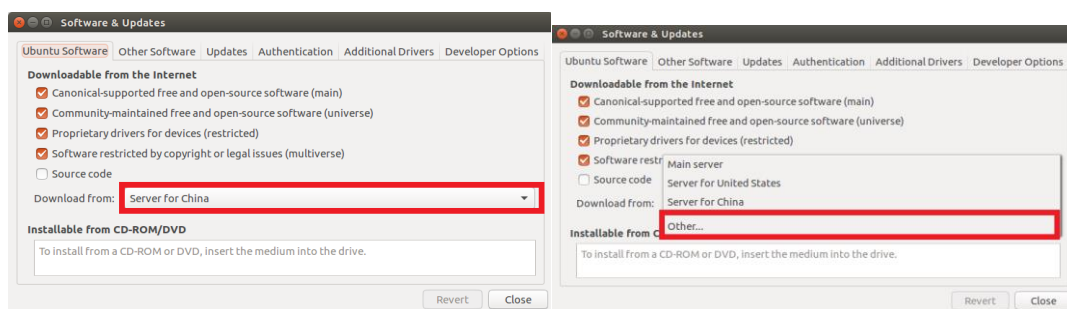 Software & Updates
Ubuntu Software Other Software Updates Authentication Additional Drivers Developer Options
Downloadable from the Internet
Canonical-supported free and open-source software (main)
Community-maintained free and open-source software (universe)
Proprietary drivers for devices (restricted)
Software restricted by copyright or legal issues (multiverse)
Source code
Download from: Server for China
Installable from CD-ROM/DVD
To install from a CD-ROM or DVD, insert the medium into the drive.
Revert Close
Software & Updates
Ubuntu Software Other Software Updates Authentication Additional Drivers Developer Options
Downloadable from the Internet
Canonical-supported free and open-source software (main)
Community-maintained free and open-source software (universe)
Proprietary drivers for devices (restricted)
Software restr
Main server
Source code
Server for United States
Download from:
Server for China
Other...
Installable from C
To install from a CD-ROM or DVD, insert the medium into the drive.
Revert Close